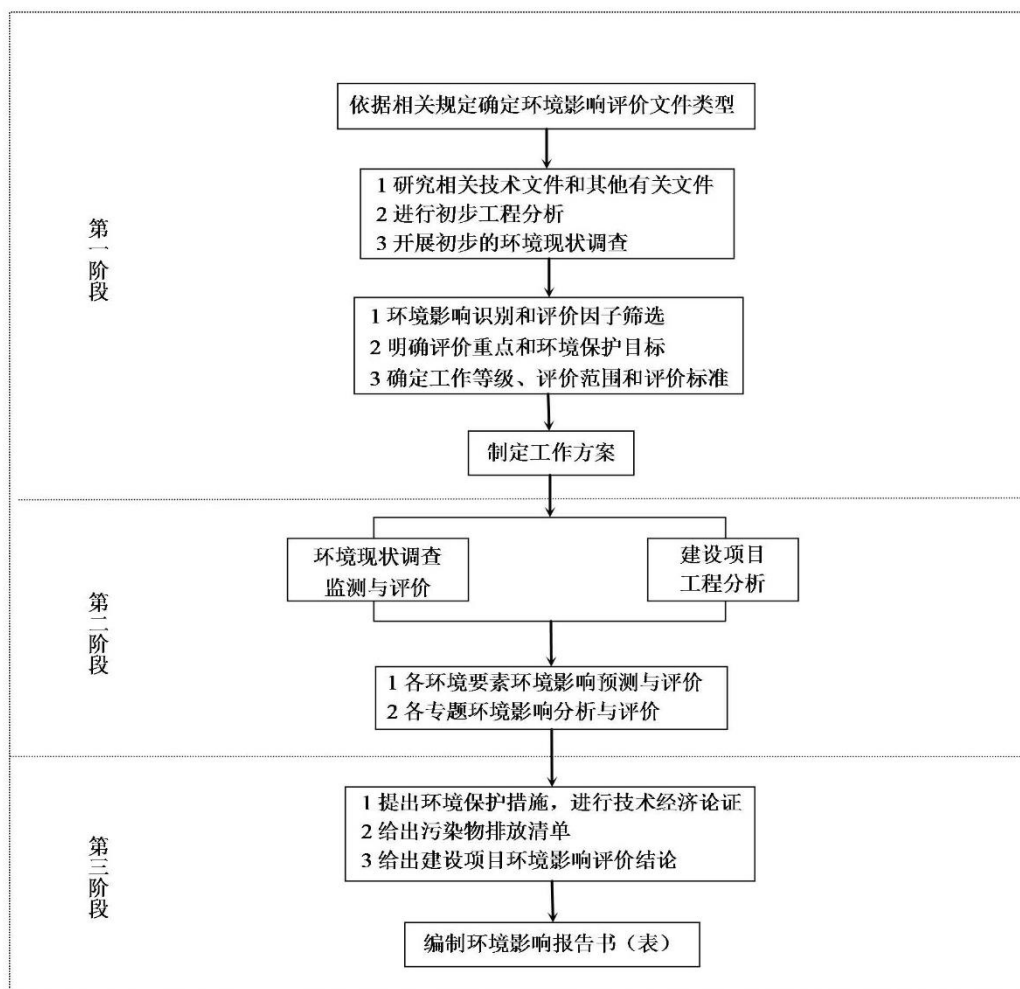 依据相关规定确定环境影响评价文件类型
1 研究相关技术文件和其他有关文件
2 进行初步工程分析
3 开展初步的环境现状调查
第一阶段
1 环境影响识别和评价因子筛选
2 明确评价重点和环境保护目标
3 确定工作等级、评价范围和评价标准
制定工作方案
第二阶段
环境现状调查
监测与评价
建设项目
工程分析
1 各环境要素环境影响预测与评价
2 各专题环境影响分析与评价
第三阶段
1 提出环境保护措施，进行技术经济论证
2 给出污染物排放清单
3 给出建设项目环境影响评价结论
编制环境影响报告书（表）